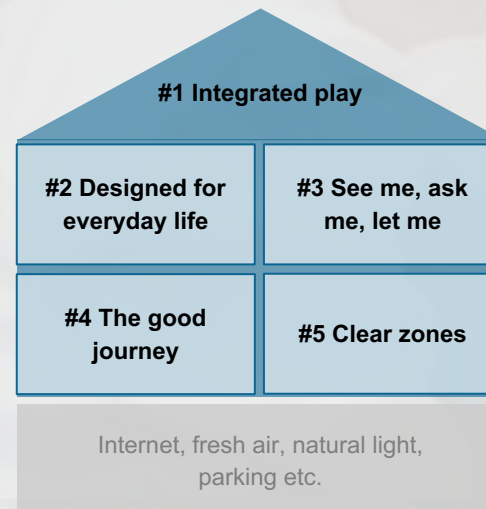 #1 Integrated play
#2 Designed for
everyday life
#3 See me, ask
me, let me
#4 The good
journey
#5 Clear zones
Internet, fresh air, natural light,
parking etc.